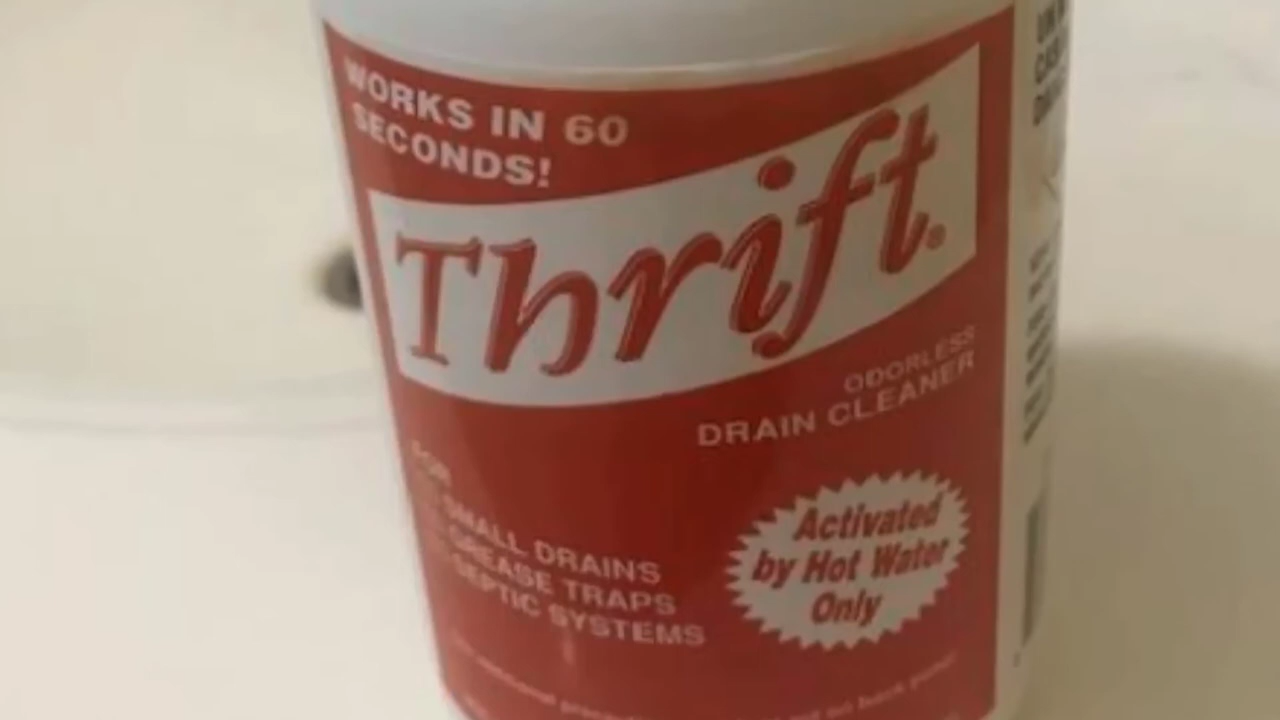 WORKS IN 60
SECONDS!
Thrift®
ODORLESS
DRAIN CLEANER
FOR
SMALL DRAINS
GREASE TRAPS
SEPTIC SYSTEMS
Activated
by Hot Water
Only